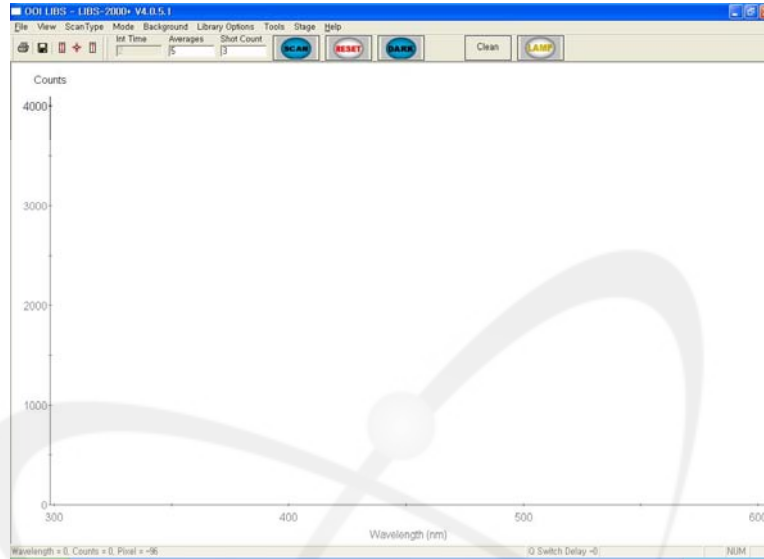 OOI LIBS - LIBS-2000+ V4.0.5.1
File View ScanType Mode Background Library Options Tools Stage Help
Int Time Averages Shot Count
5 3 SCAN RESET DARK Clean LAMP
Counts
4000
3000
2000
1000
0
300 400 500 600
Wavelength (nm)
Wavelength = 0, Counts = 0, Pixel = -96 Q Switch Delay -0 NUM